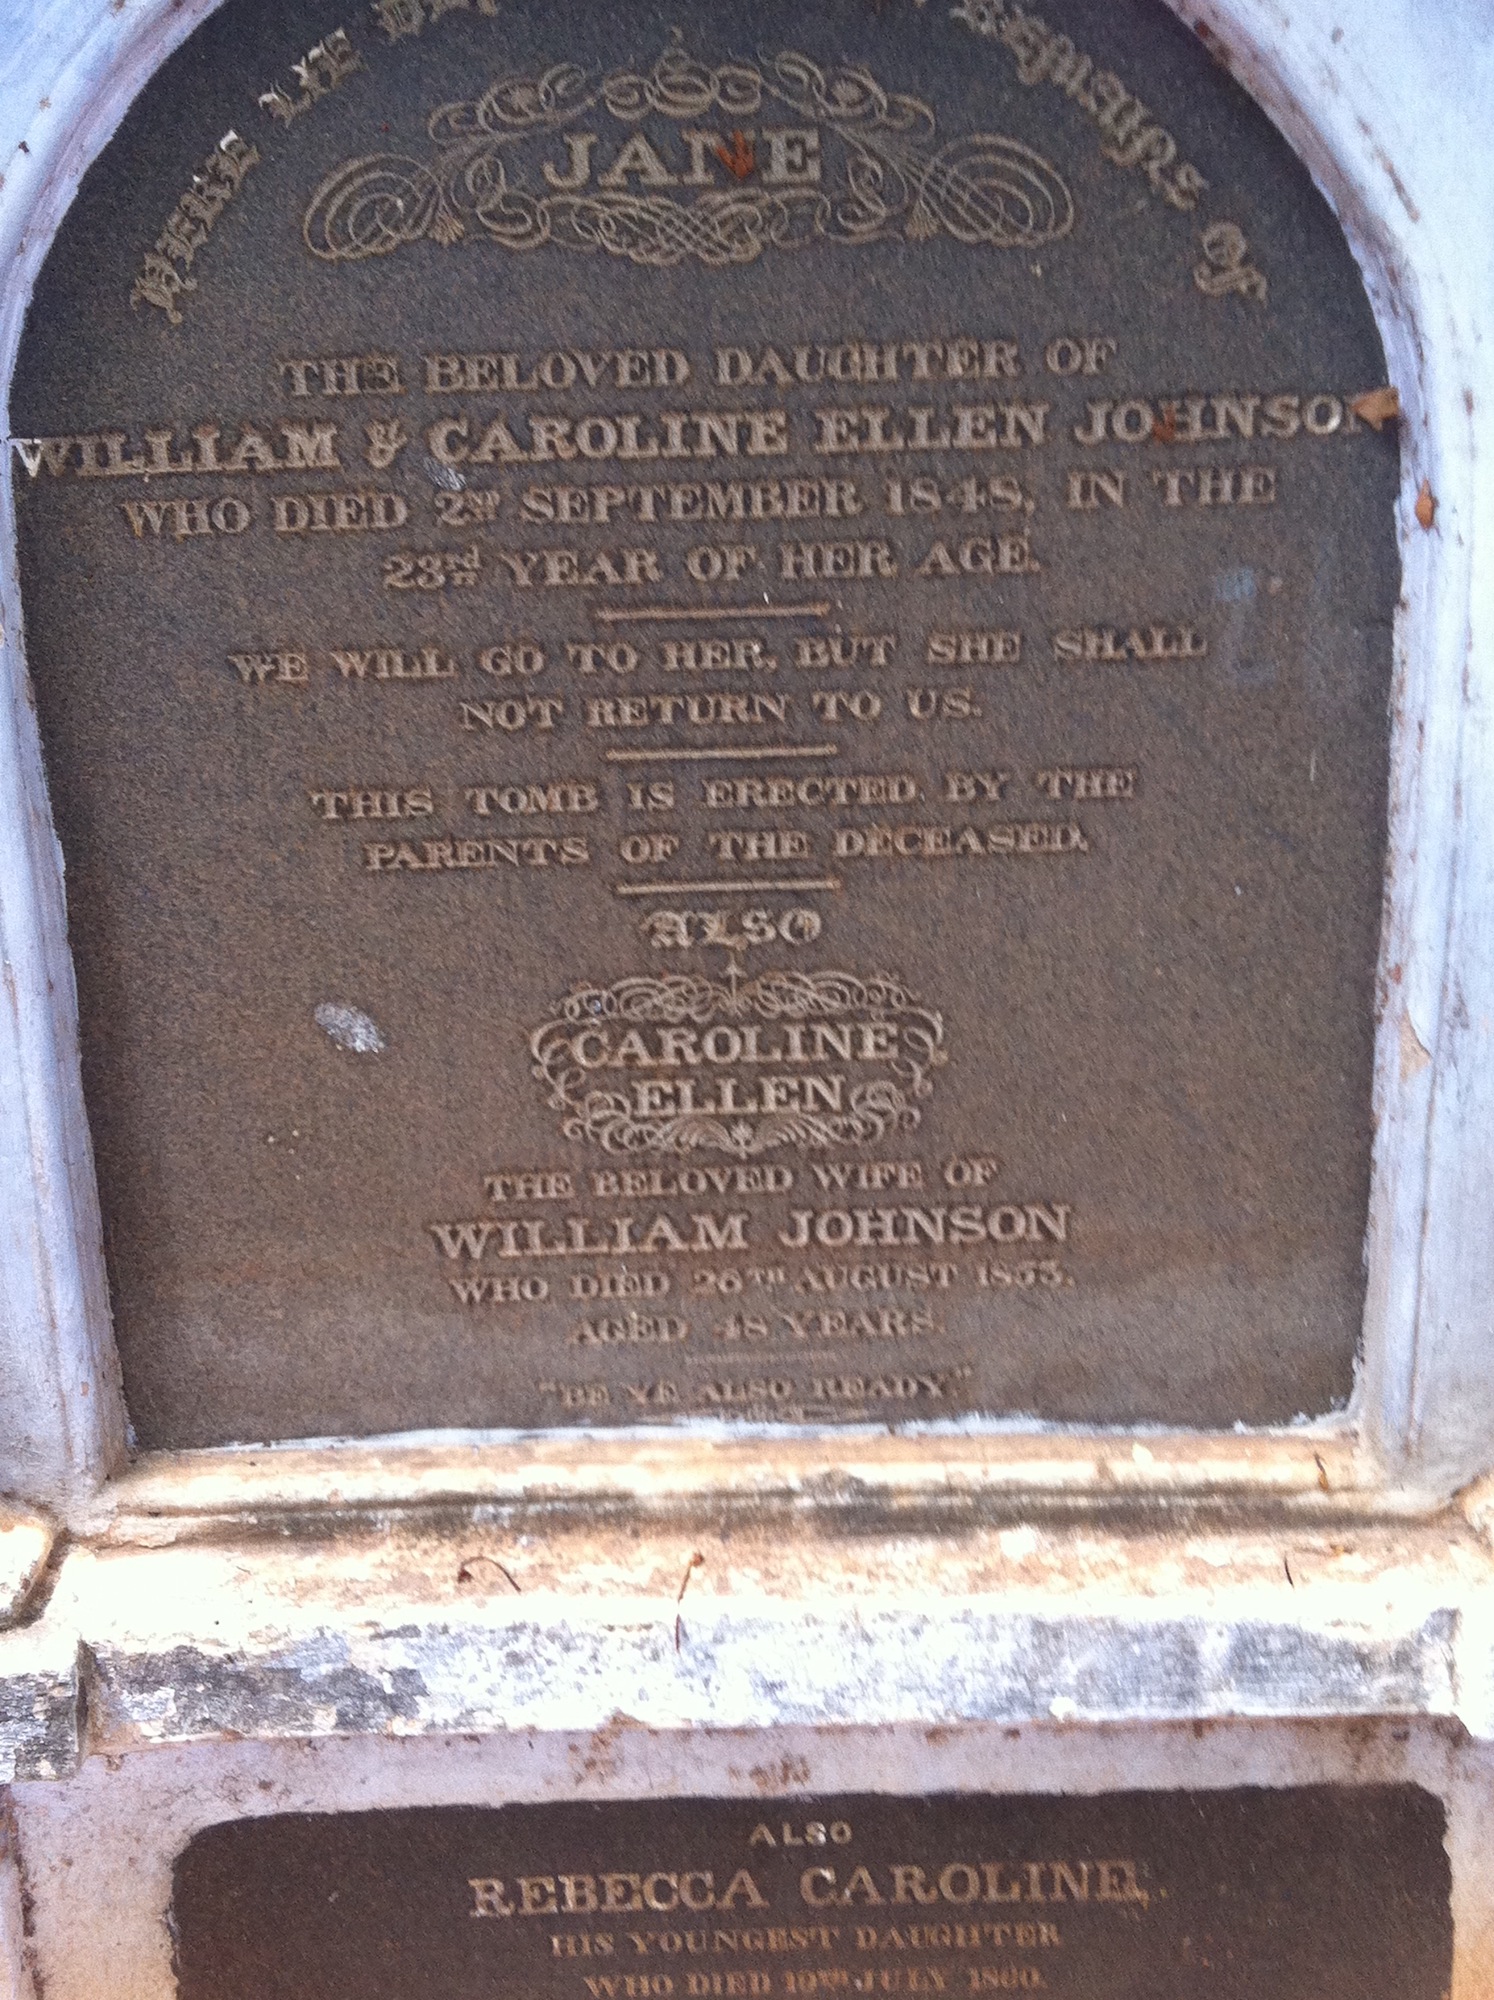 HERE LIE REMAINS OF
JANE
THE BELOVED DAUGHTER OF
WILLIAM & CAROLINE ELLEN JOHNSON
WHO DIED 2ND SEPTEMBER 1848, IN THE
23rd YEAR OF HER AGE.
WE WILL GO TO HER, BUT SHE SHALL
NOT RETURN TO US.
THIS TOMB IS ERECTED BY THE
PARENTS OF THE DECEASED.
ALSO
CAROLINE
ELLEN
THE BELOVED WIFE OF
WILLIAM JOHNSON
WHO DIED 26TH AUGUST 1853.
AGED 48 YEARS.
"BE YE ALSO READY."
ALSO
REBECCA CAROLINE,
HIS YOUNGEST DAUGHTER
WHO DIED 19TH JULY 1860.